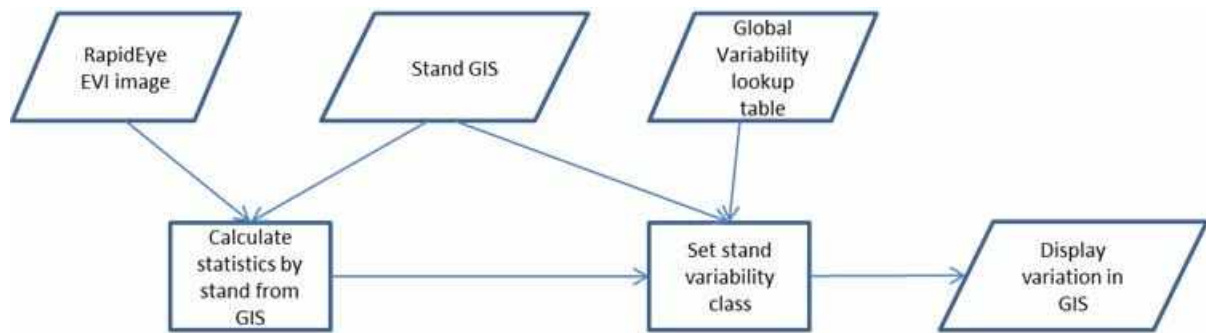 RapidEye
EVI image
Stand GIS
Global
Variability
lookup
table
Calculate
statistics by
stand from
GIS
Set stand
variability
class
Display
variation in
GIS